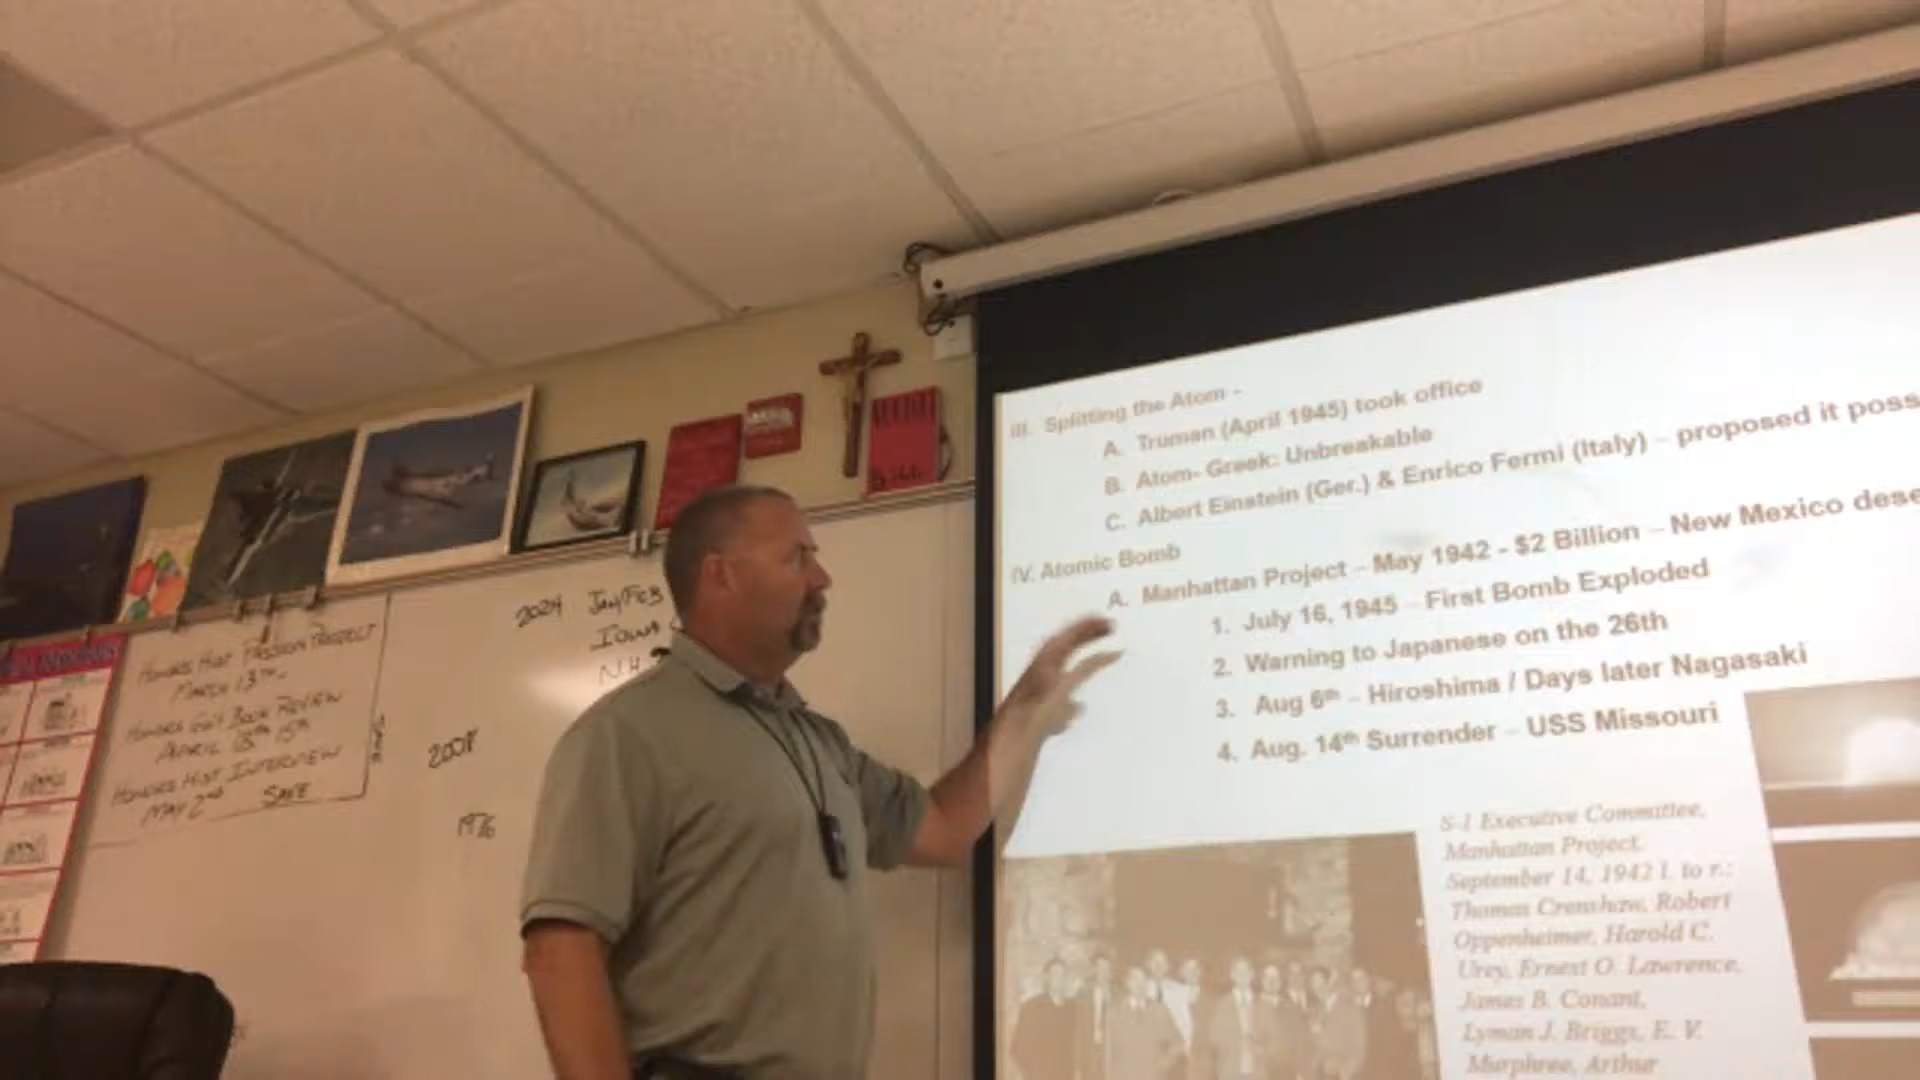 III. Splitting the Atom -
A. Truman (April 1945) took office
B. Atom- Greek: Unbreakable
C. Albert Einstein (Ger.) & Enrico Fermi (Italy) – proposed it poss
IV. Atomic Bomb
A. Manhattan Project – May 1942 - $2 Billion – New Mexico dese
1. July 16, 1945 – First Bomb Exploded
2. Warning to Japanese on the 26th
3. Aug 6th – Hiroshima / Days later Nagasaki
4. Aug. 14th Surrender – USS Missouri
S-1 Executive Committee,
Manhattan Project,
September 14, 1942 l. to r.:
Thomas Crenshaw, Robert
Oppenheimer, Harold C.
Urey, Ernest O. Lawrence,
James B. Conant,
Lyman J. Briggs, E. V.
Murphree, Arthur
HONORS HIST PASSION PROJECT
MARCH 13TH
HONORS Gov BOOK REVIEW
APRIL 15TH
HONORS HIST INTERVIEW
MAY 2nd SAVE
2024 JAN/FEB
IOWA
N.H.
2008
1976